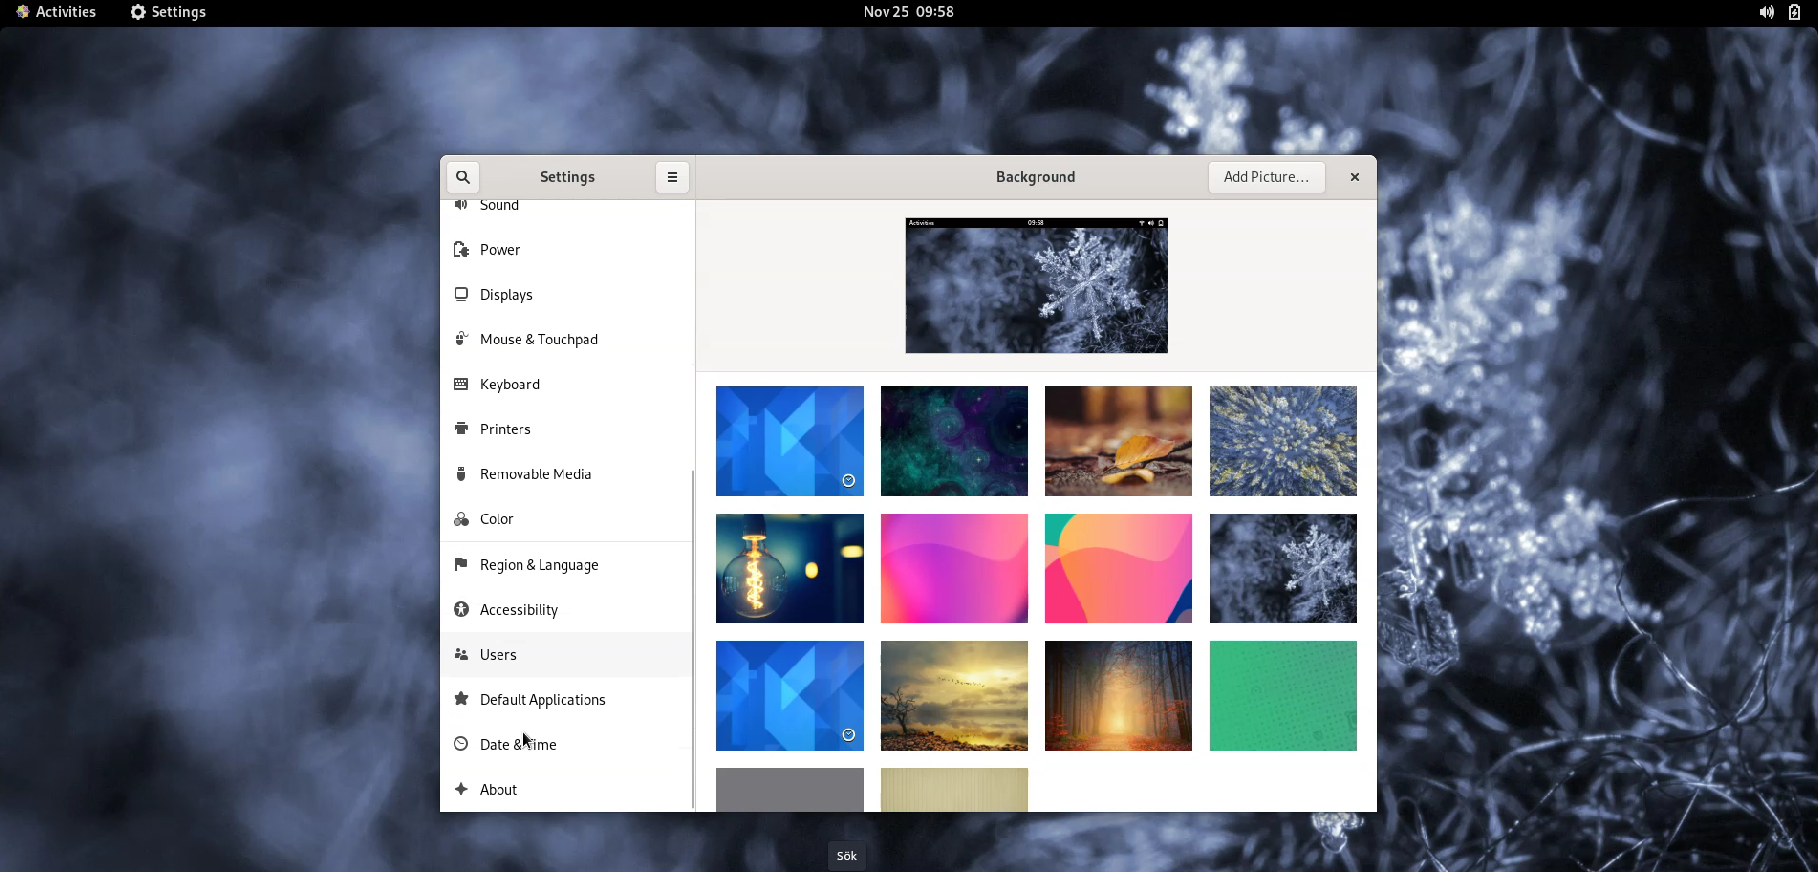 Activities Settings Nov 25 09:58
Settings Background Add Picture...
Activities 09:58
Sound
Power
Displays
Mouse & Touchpad
Keyboard
Printers
Removable Media
Color
Region & Language
Accessibility
Users
Default Applications
Date & Time
About
Sök